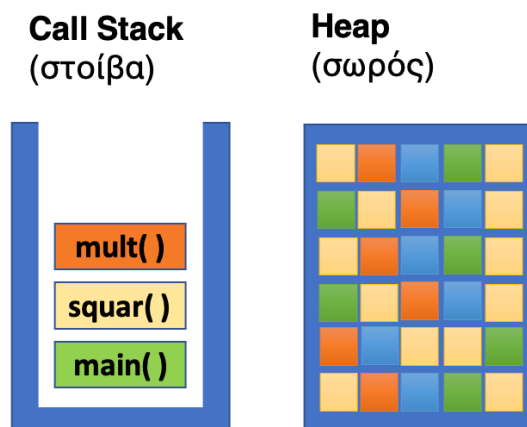 Call Stack
(στοίβα)
Heap
(σωρός)
mult( )
squar( )
main( )